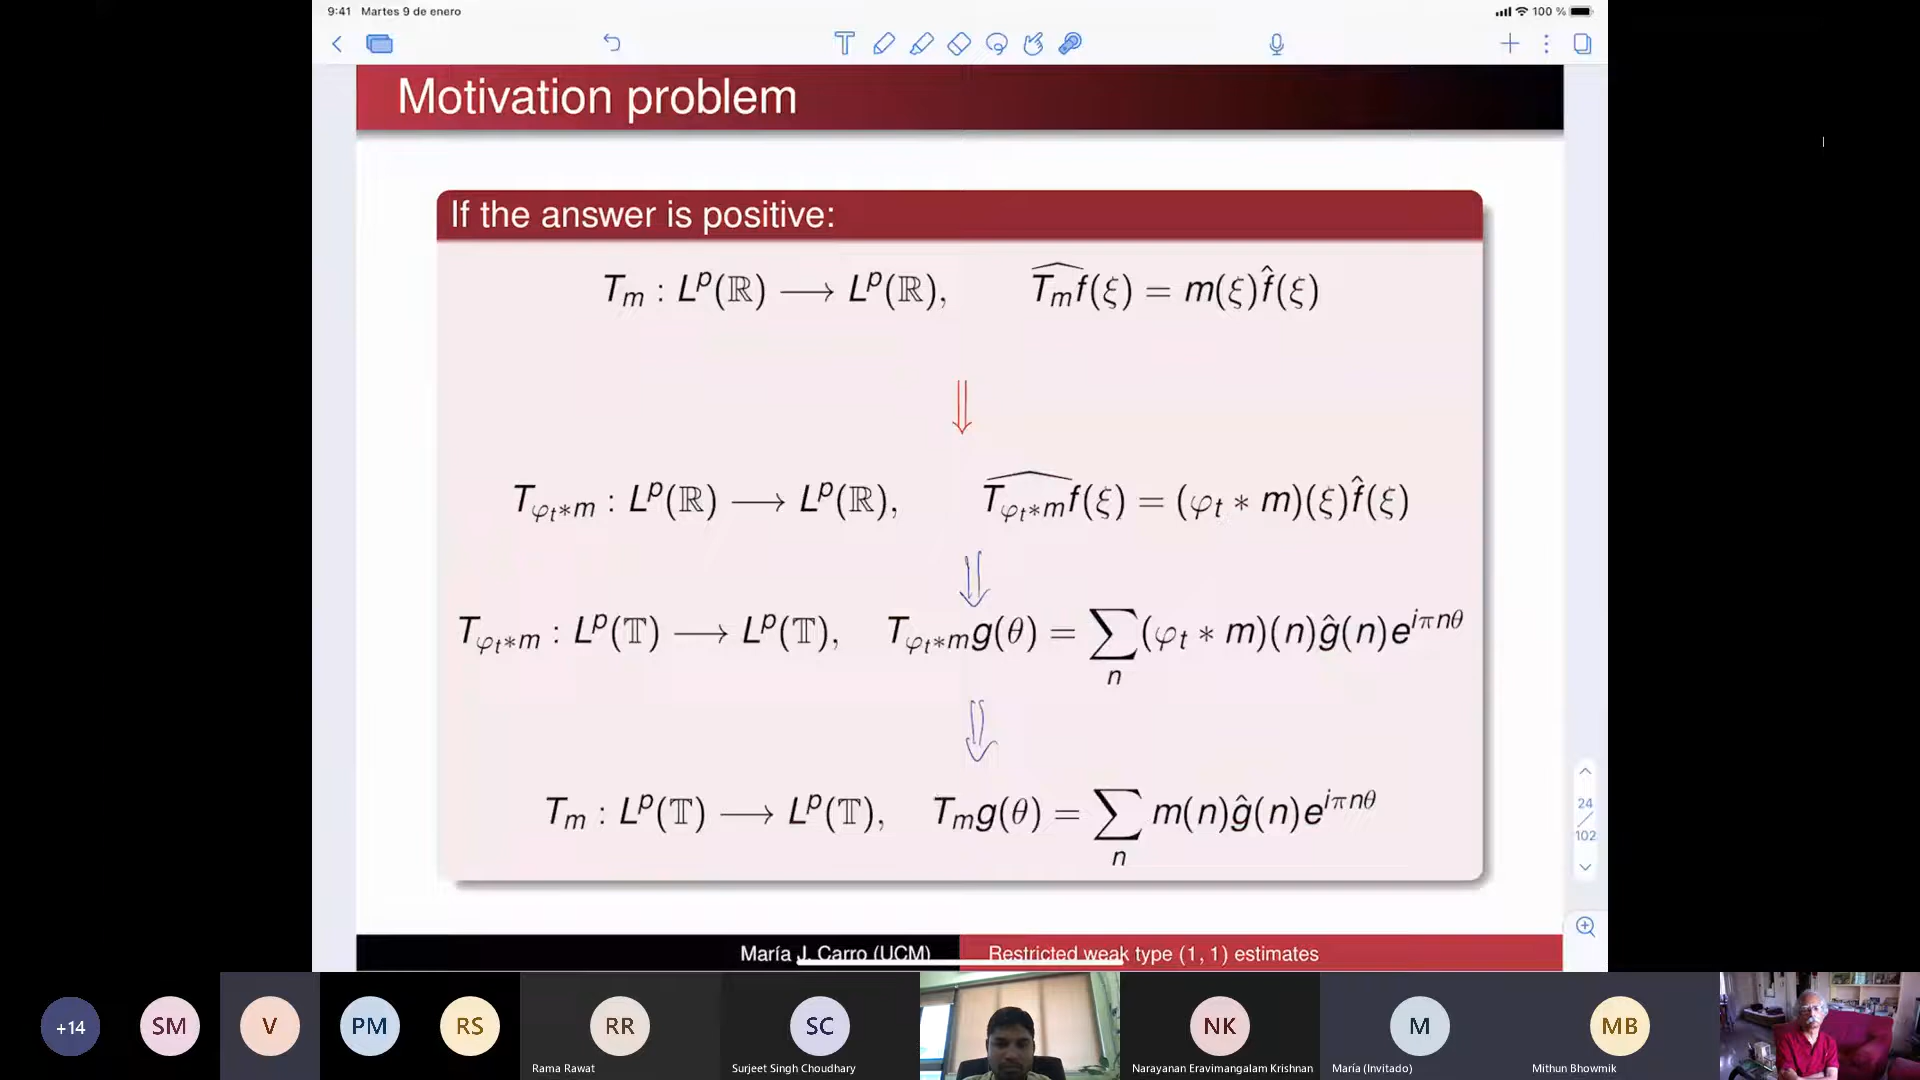 9:41 Martes 9 de enero
100 %
Motivation problem
If the answer is positive:
T_m : L^p(ℝ) ⟶ L^p(ℝ), \widehat{T_m f}(ξ) = m(ξ)\hat{f}(ξ)
⇓
T_{φ_t∗m} : L^p(ℝ) ⟶ L^p(ℝ), \widehat{T_{φ_t∗m} f}(ξ) = (φ_t ∗ m)(ξ)\hat{f}(ξ)
⇓
T_{φ_t∗m} : L^p(𝕋) ⟶ L^p(𝕋), T_{φ_t∗m} g(θ) = ∑_n (φ_t ∗ m)(n)ĝ(n)e^{iπnθ}
⇓
T_m : L^p(𝕋) ⟶ L^p(𝕋), T_m g(θ) = ∑_n m(n)ĝ(n)e^{iπnθ}
24
/
102
María J. Carro (UCM) Restricted weak type (1, 1) estimates
+14 SM V PM RS RR SC NK M MB
Rama Rawat Surjeet Singh Choudhary Narayanan Eravimangalam Krishnan María (Invitado) Mithun Bhowmik